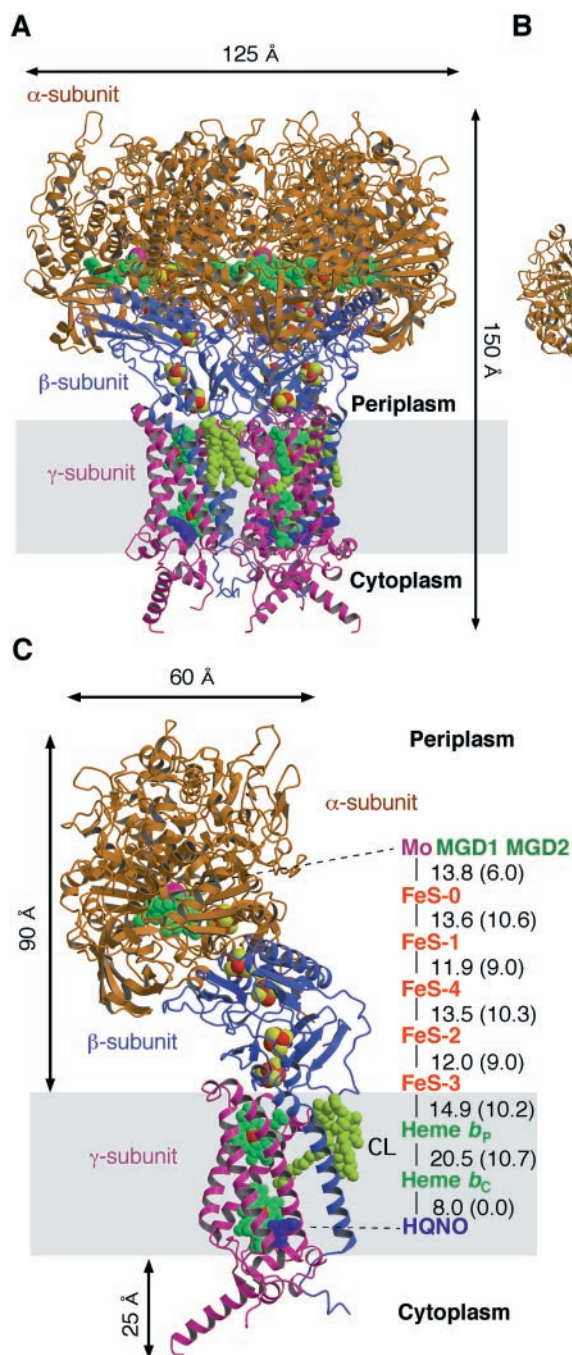 A
B
125 Å
α-subunit
150 Å
β-subunit
Periplasm
γ-subunit
Cytoplasm
C
60 Å
Periplasm
α-subunit
90 Å
Mo MGD1 MGD2
13.8 (6.0)
FeS-0
13.6 (10.6)
FeS-1
11.9 (9.0)
FeS-4
13.5 (10.3)
β-subunit
FeS-2
12.0 (9.0)
FeS-3
14.9 (10.2)
γ-subunit
CL
Heme bP
20.5 (10.7)
Heme bC
8.0 (0.0)
HQNO
25 Å
Cytoplasm